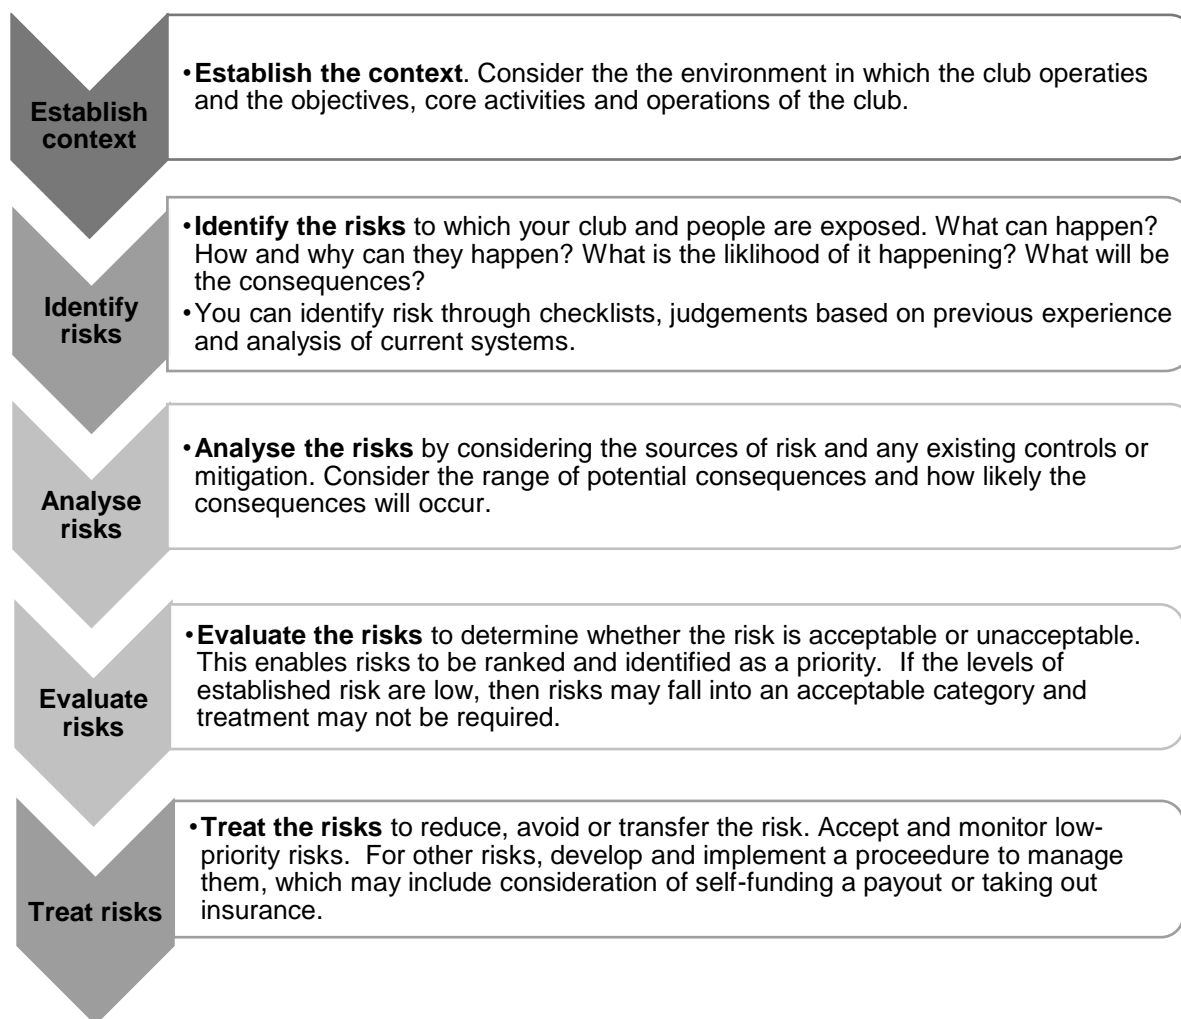 Establish
context
•Establish the context. Consider the the environment in which the club operaties
and the objectives, core activities and operations of the club.
Identify
risks
•Identify the risks to which your club and people are exposed. What can happen?
How and why can they happen? What is the liklihood of it happening? What will be
the consequences?
•You can identify risk through checklists, judgements based on previous experience
and analysis of current systems.
Analyse
risks
•Analyse the risks by considering the sources of risk and any existing controls or
mitigation. Consider the range of potential consequences and how likely the
consequences will occur.
Evaluate
risks
•Evaluate the risks to determine whether the risk is acceptable or unacceptable.
This enables risks to be ranked and identified as a priority.  If the levels of
established risk are low, then risks may fall into an acceptable category and
treatment may not be required.
Treat risks
•Treat the risks to reduce, avoid or transfer the risk. Accept and monitor low-
priority risks.  For other risks, develop and implement a proceedure to manage
them, which may include consideration of self-funding a payout or taking out
insurance.